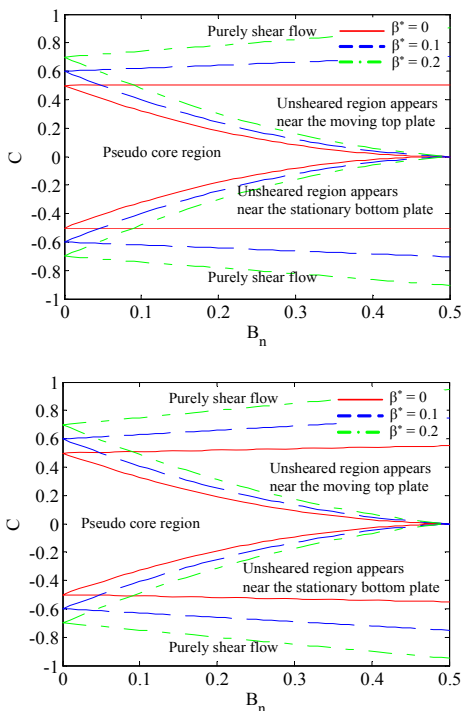 Purely shear flow
β* = 0
β* = 0.1
β* = 0.2
Unsheared region appears
near the moving top plate
Pseudo core region
Unsheared region appears
near the stationary bottom plate
Purely shear flow
C
1
0.8
0.6
0.4
0.2
0
-0.2
-0.4
-0.6
-0.8
-1
0 0.1 0.2 0.3 0.4 0.5
B_n
Purely shear flow
β* = 0
β* = 0.1
β* = 0.2
Unsheared region appears
near the moving top plate
Pseudo core region
Unsheared region appears
near the stationary bottom plate
Purely shear flow
C
1
0.8
0.6
0.4
0.2
0
-0.2
-0.4
-0.6
-0.8
-1
0 0.1 0.2 0.3 0.4 0.5
B_n